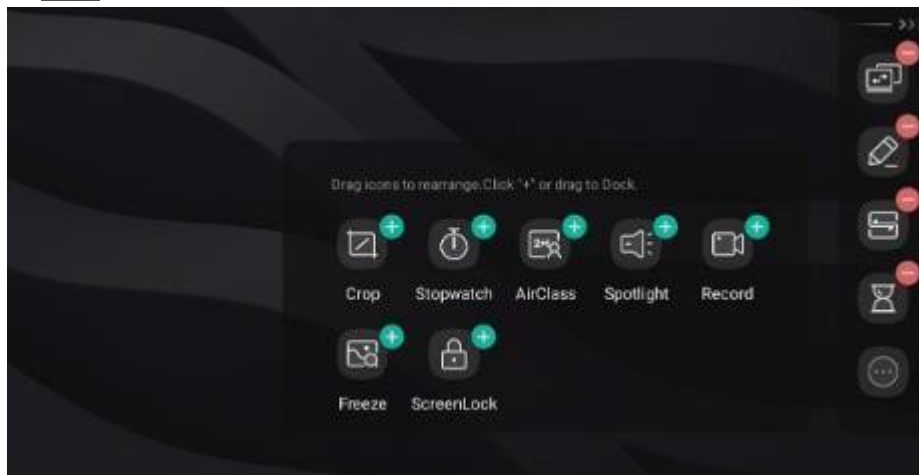 Drag icons to rearrange.Click "+" or drag to Dock.
Crop Stopwatch AirClass Spotlight Record
Freeze ScreenLock